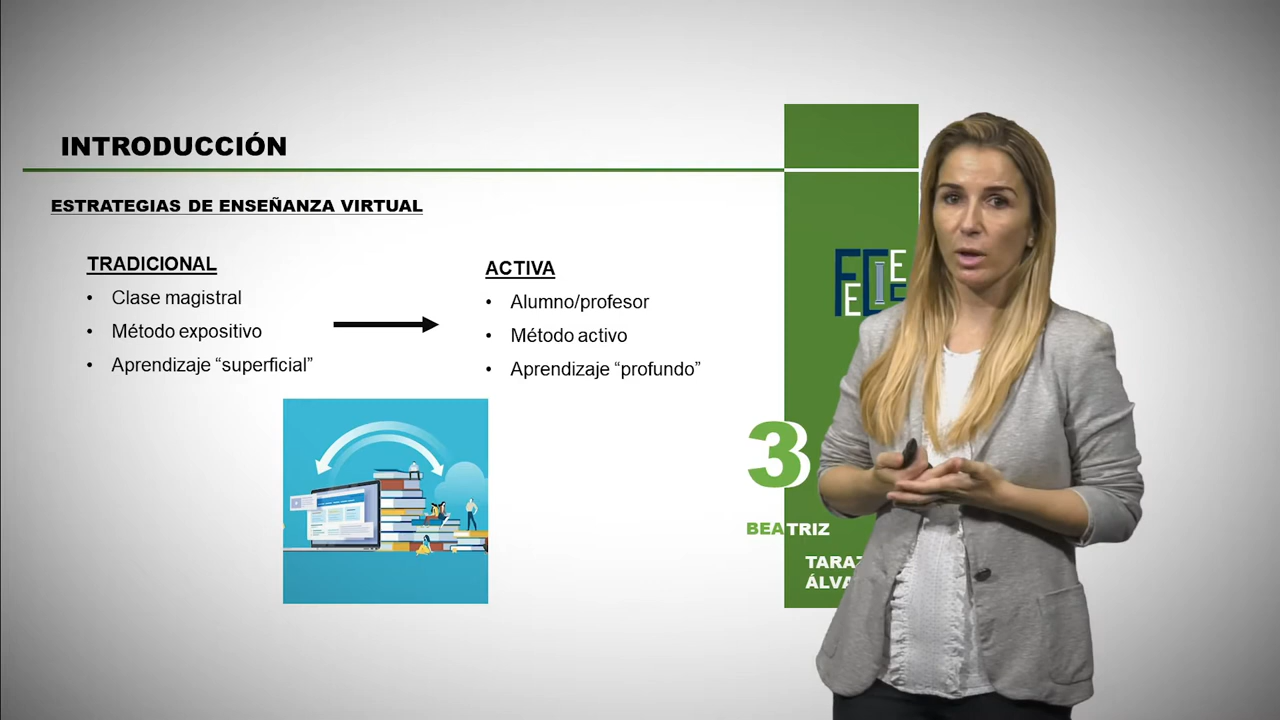 INTRODUCCIÓN
ESTRATEGIAS DE ENSEÑANZA VIRTUAL
TRADICIONAL
• Clase magistral
• Método expositivo
• Aprendizaje “superficial”
ACTIVA
• Alumno/profesor
• Método activo
• Aprendizaje “profundo”
3
BEATRIZ